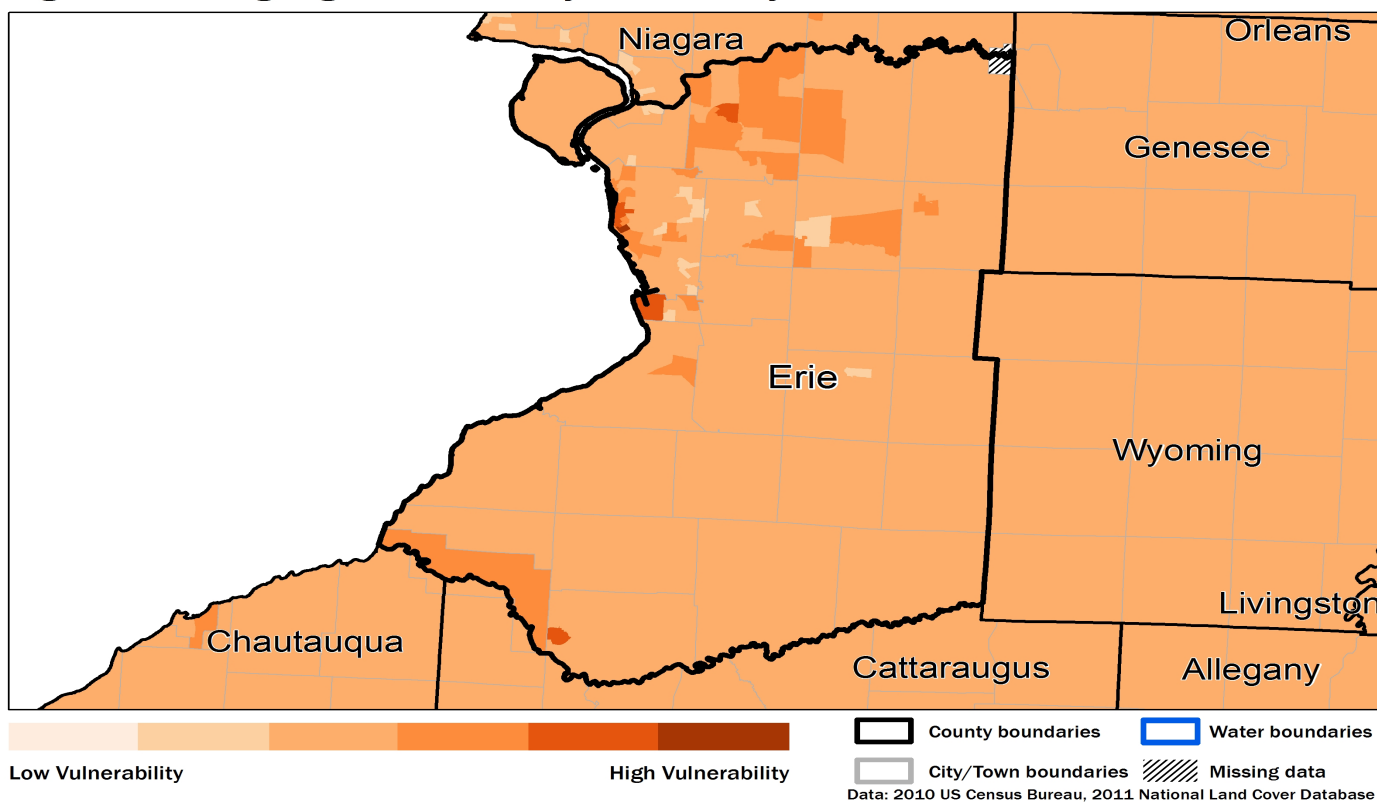 Niagara
Orleans
Genesee
Erie
Wyoming
Livingston
Chautauqua
Cattaraugus
Allegany
County boundaries
Water boundaries
Low Vulnerability
High Vulnerability
City/Town boundaries
Missing data
Data: 2010 US Census Bureau, 2011 National Land Cover Database